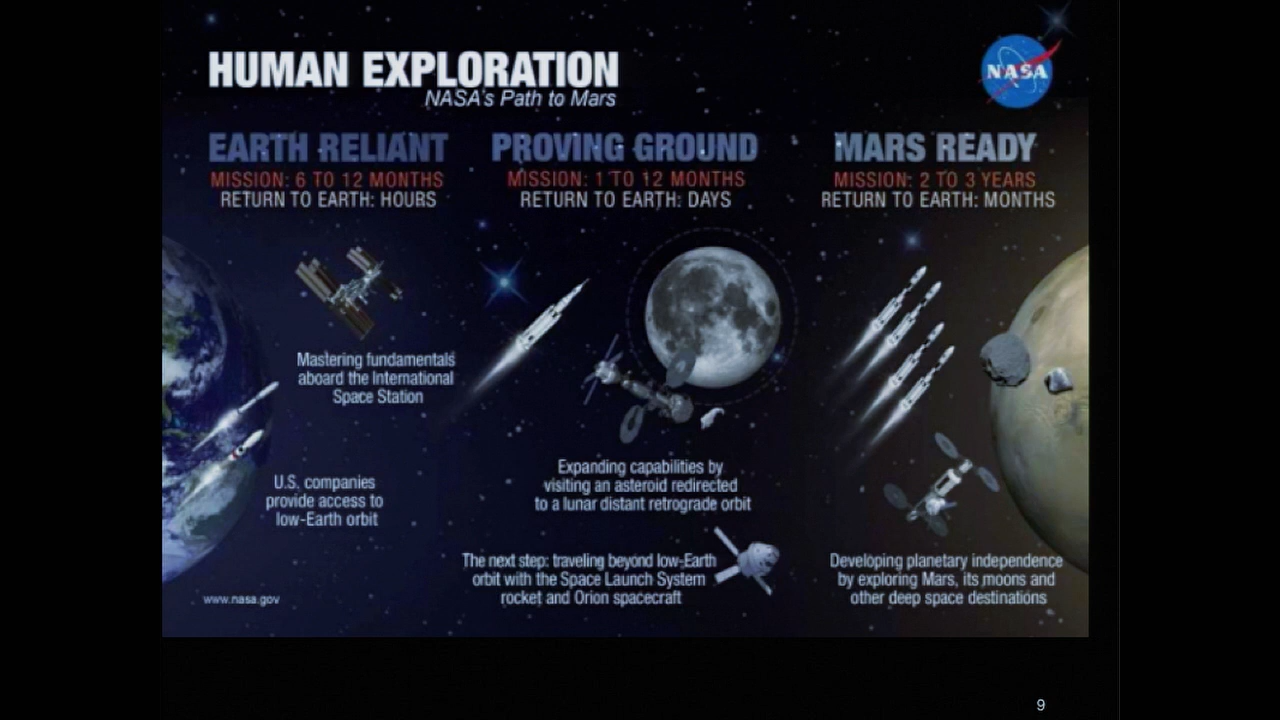 HUMAN EXPLORATION
NASA's Path to Mars
NASA
EARTH RELIANT
MISSION: 6 TO 12 MONTHS
RETURN TO EARTH: HOURS
Mastering fundamentals
aboard the International
Space Station
U.S. companies
provide access to
low-Earth orbit
www.nasa.gov
PROVING GROUND
MISSION: 1 TO 12 MONTHS
RETURN TO EARTH: DAYS
Expanding capabilities by
visiting an asteroid redirected
to a lunar distant retrograde orbit
The next step: traveling beyond low-Earth
orbit with the Space Launch System
rocket and Orion spacecraft
MARS READY
MISSION: 2 TO 3 YEARS
RETURN TO EARTH: MONTHS
Developing planetary independence
by exploring Mars, its moons and
other deep space destinations
9